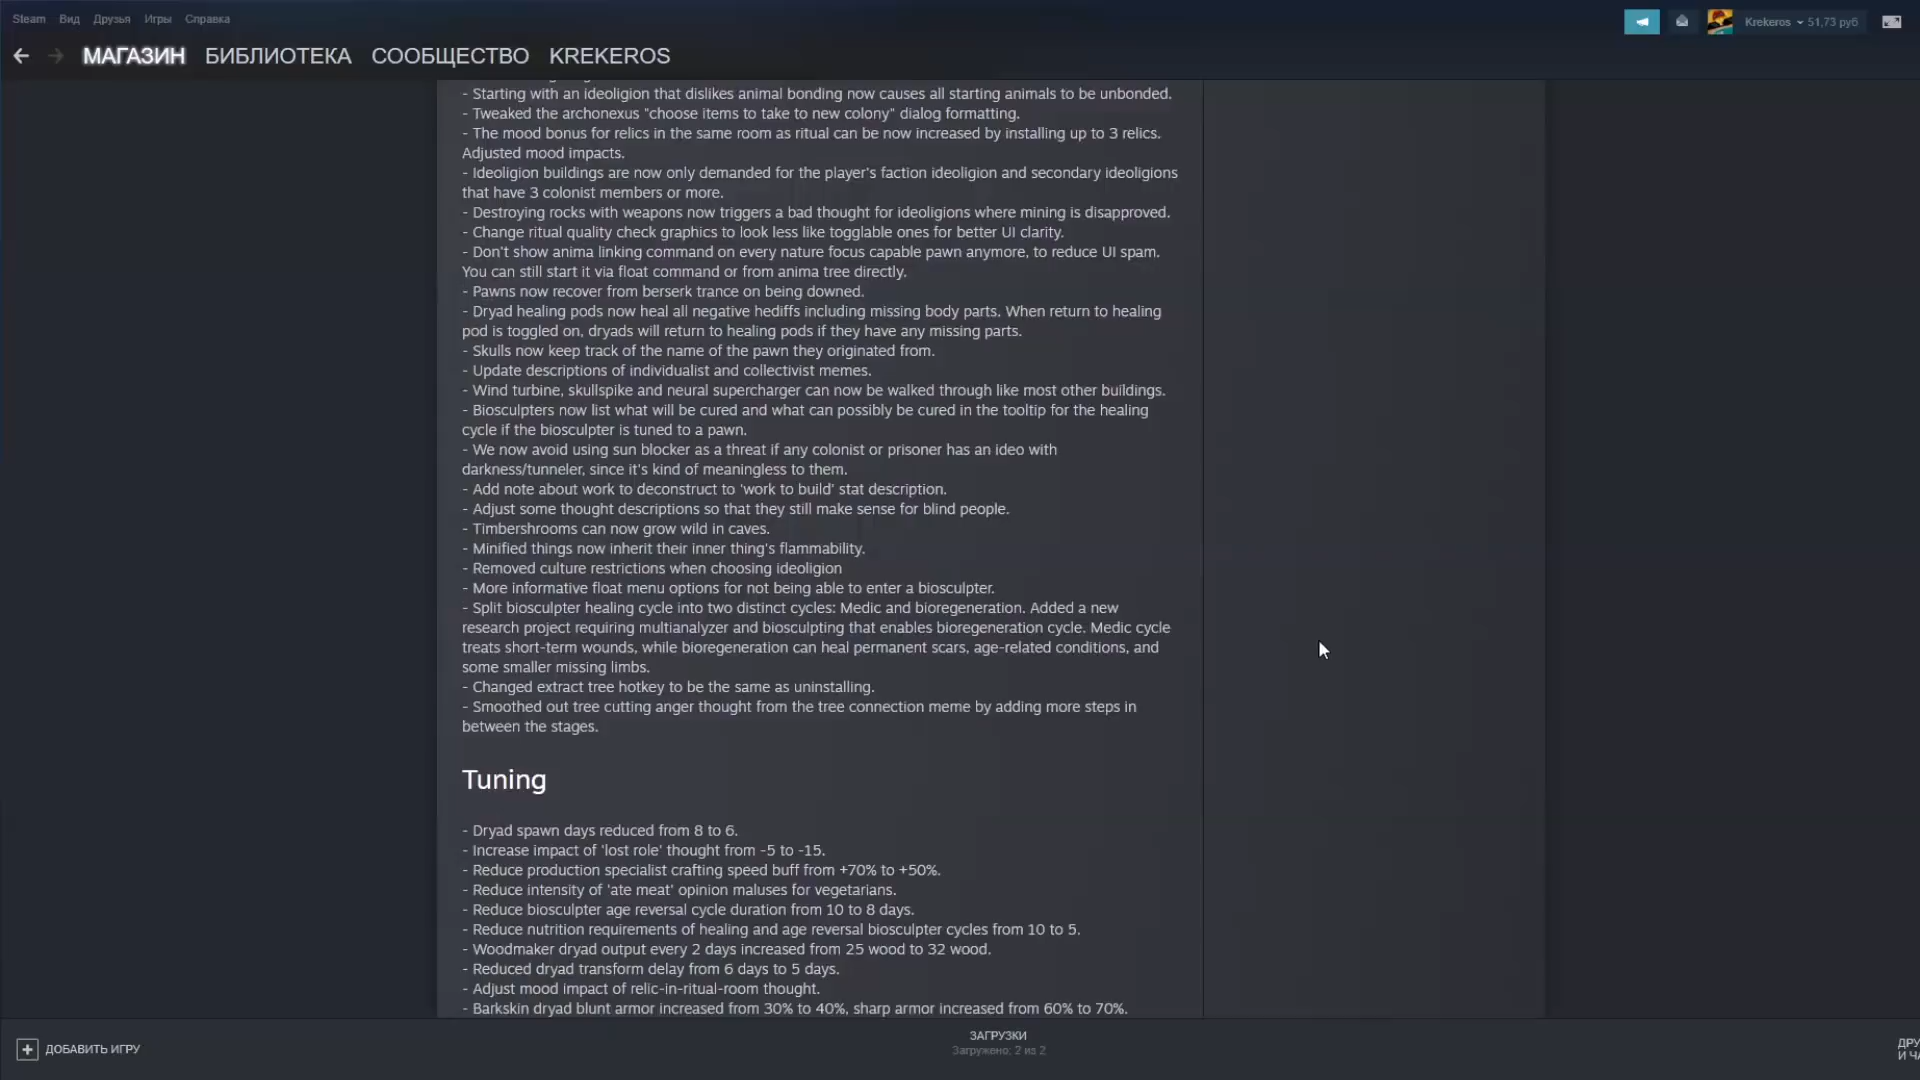 Steam Вид Друзья Игры Справка
Krekeros 51,73 руб
МАГАЗИН БИБЛИОТЕКА СООБЩЕСТВО KREKEROS
- Starting with an ideoligion that dislikes animal bonding now causes all starting animals to be unbonded.
- Tweaked the archonexus "choose items to take to new colony" dialog formatting.
- The mood bonus for relics in the same room as ritual can be now increased by installing up to 3 relics.
Adjusted mood impacts.
- Ideoligion buildings are now only demanded for the player's faction ideoligion and secondary ideoligions
that have 3 colonist members or more.
- Destroying rocks with weapons now triggers a bad thought for ideoligions where mining is disapproved.
- Change ritual quality check graphics to look less like togglable ones for better UI clarity.
- Don't show anima linking command on every nature focus capable pawn anymore, to reduce UI spam.
You can still start it via float command or from anima tree directly.
- Pawns now recover from berserk trance on being downed.
- Dryad healing pods now heal all negative hediffs including missing body parts. When return to healing
pod is toggled on, dryads will return to healing pods if they have any missing parts.
- Skulls now keep track of the name of the pawn they originated from.
- Update descriptions of individualist and collectivist memes.
- Wind turbine, skullspike and neural supercharger can now be walked through like most other buildings.
- Biosculpters now list what will be cured and what can possibly be cured in the tooltip for the healing
cycle if the biosculpter is tuned to a pawn.
- We now avoid using sun blocker as a threat if any colonist or prisoner has an ideo with
darkness/tunneler, since it's kind of meaningless to them.
- Add note about work to deconstruct to 'work to build' stat description.
- Adjust some thought descriptions so that they still make sense for blind people.
- Timbershrooms can now grow wild in caves.
- Minified things now inherit their inner thing's flammability.
- Removed culture restrictions when choosing ideoligion
- More informative float menu options for not being able to enter a biosculpter.
- Split biosculpter healing cycle into two distinct cycles: Medic and bioregeneration. Added a new
research project requiring multianalyzer and biosculpting that enables bioregeneration cycle. Medic cycle
treats short-term wounds, while bioregeneration can heal permanent scars, age-related conditions, and
some smaller missing limbs.
- Changed extract tree hotkey to be the same as uninstalling.
- Smoothed out tree cutting anger thought from the tree connection meme by adding more steps in
between the stages.
Tuning
- Dryad spawn days reduced from 8 to 6.
- Increase impact of 'lost role' thought from -5 to -15.
- Reduce production specialist crafting speed buff from +70% to +50%.
- Reduce intensity of 'ate meat' opinion maluses for vegetarians.
- Reduce biosculpter age reversal cycle duration from 10 to 8 days.
- Reduce nutrition requirements of healing and age reversal biosculpter cycles from 10 to 5.
- Woodmaker dryad output every 2 days increased from 25 wood to 32 wood.
- Reduced dryad transform delay from 6 days to 5 days.
- Adjust mood impact of relic-in-ritual-room thought.
- Barkskin dryad blunt armor increased from 30% to 40%, sharp armor increased from 60% to 70%.
ДОБАВИТЬ ИГРУ
ЗАГРУЗКИ
Загружено: 2 из 2
ДРУ
И ЧА